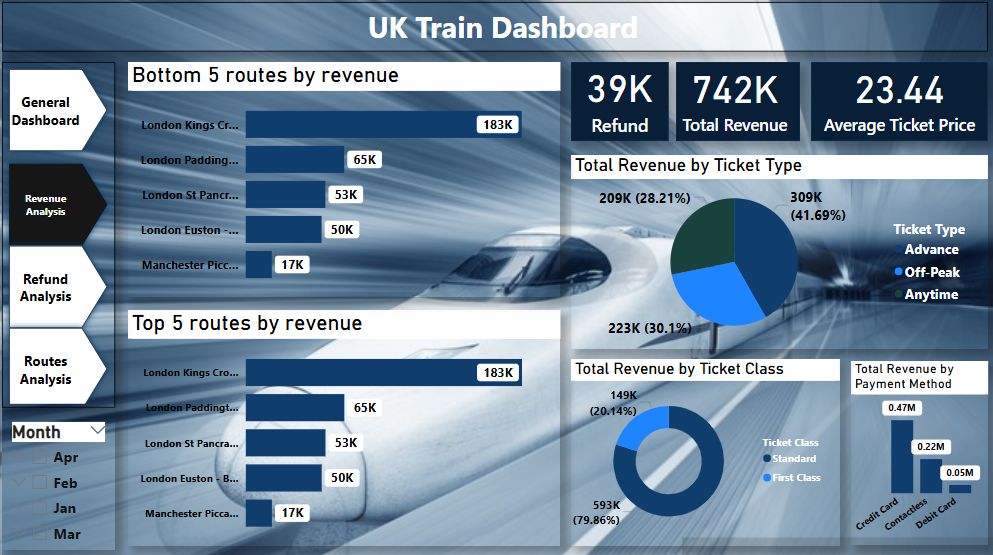 UK Train Dashboard
General
Dashboard
Revenue
Analysis
Refund
Analysis
Routes
Analysis
Month
Apr
Feb
Jan
Mar
Bottom 5 routes by revenue
London Kings Cr... 183K
London Padding... 65K
London St Pancr... 53K
London Euston -... 50K
Manchester Picc... 17K
Top 5 routes by revenue
London Kings Cro... 183K
London Paddingt... 65K
London St Pancra... 53K
London Euston - B... 50K
Manchester Picca... 17K
39K
Refund
742K
Total Revenue
23.44
Average Ticket Price
Total Revenue by Ticket Type
209K (28.21%)
309K
(41.69%)
223K (30.1%)
Ticket Type
Advance
Off-Peak
Anytime
Total Revenue by Ticket Class
149K
(20.14%)
593K
(79.86%)
Ticket Class
Standard
First Class
Total Revenue by
Payment Method
0.47M
0.22M
0.05M
Credit Card
Contactless
Debit Card